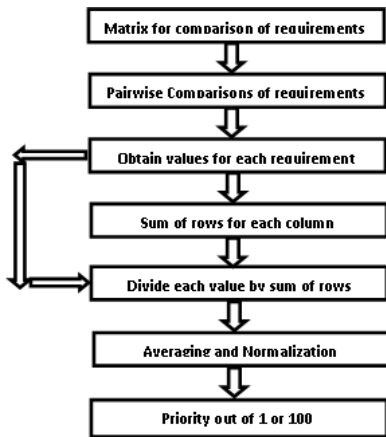 Matrix for comparison of requirements
Pairwise Comparisons of requirements
Obtain values for each requirement
Sum of rows for each column
Divide each value by sum of rows
Averaging and Normalization
Priority out of 1 or 100